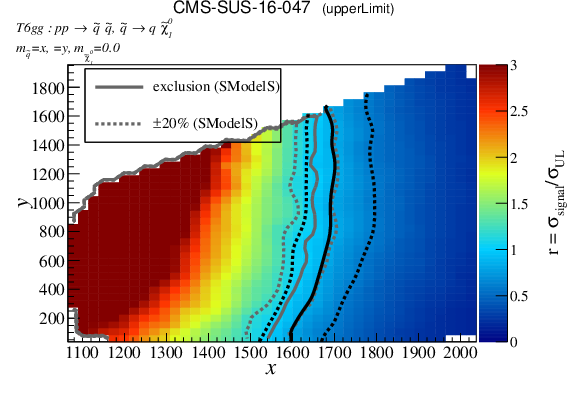 CMS-SUS-16-047 (upperLimit)
T6gg : pp → q̃ q̃, q̃ → q χ̃₁⁰
m_q̃=x, =y, m_χ̃₁⁰=0.0
exclusion (SModelS)
±20% (SModelS)
y
1800
1600
1400
1200
1000
800
600
400
200
1100 1200 1300 1400 1500 1600 1700 1800 1900 2000
x
3
2.5
2
1.5
1
0.5
0
r = σ_signal/σ_UL